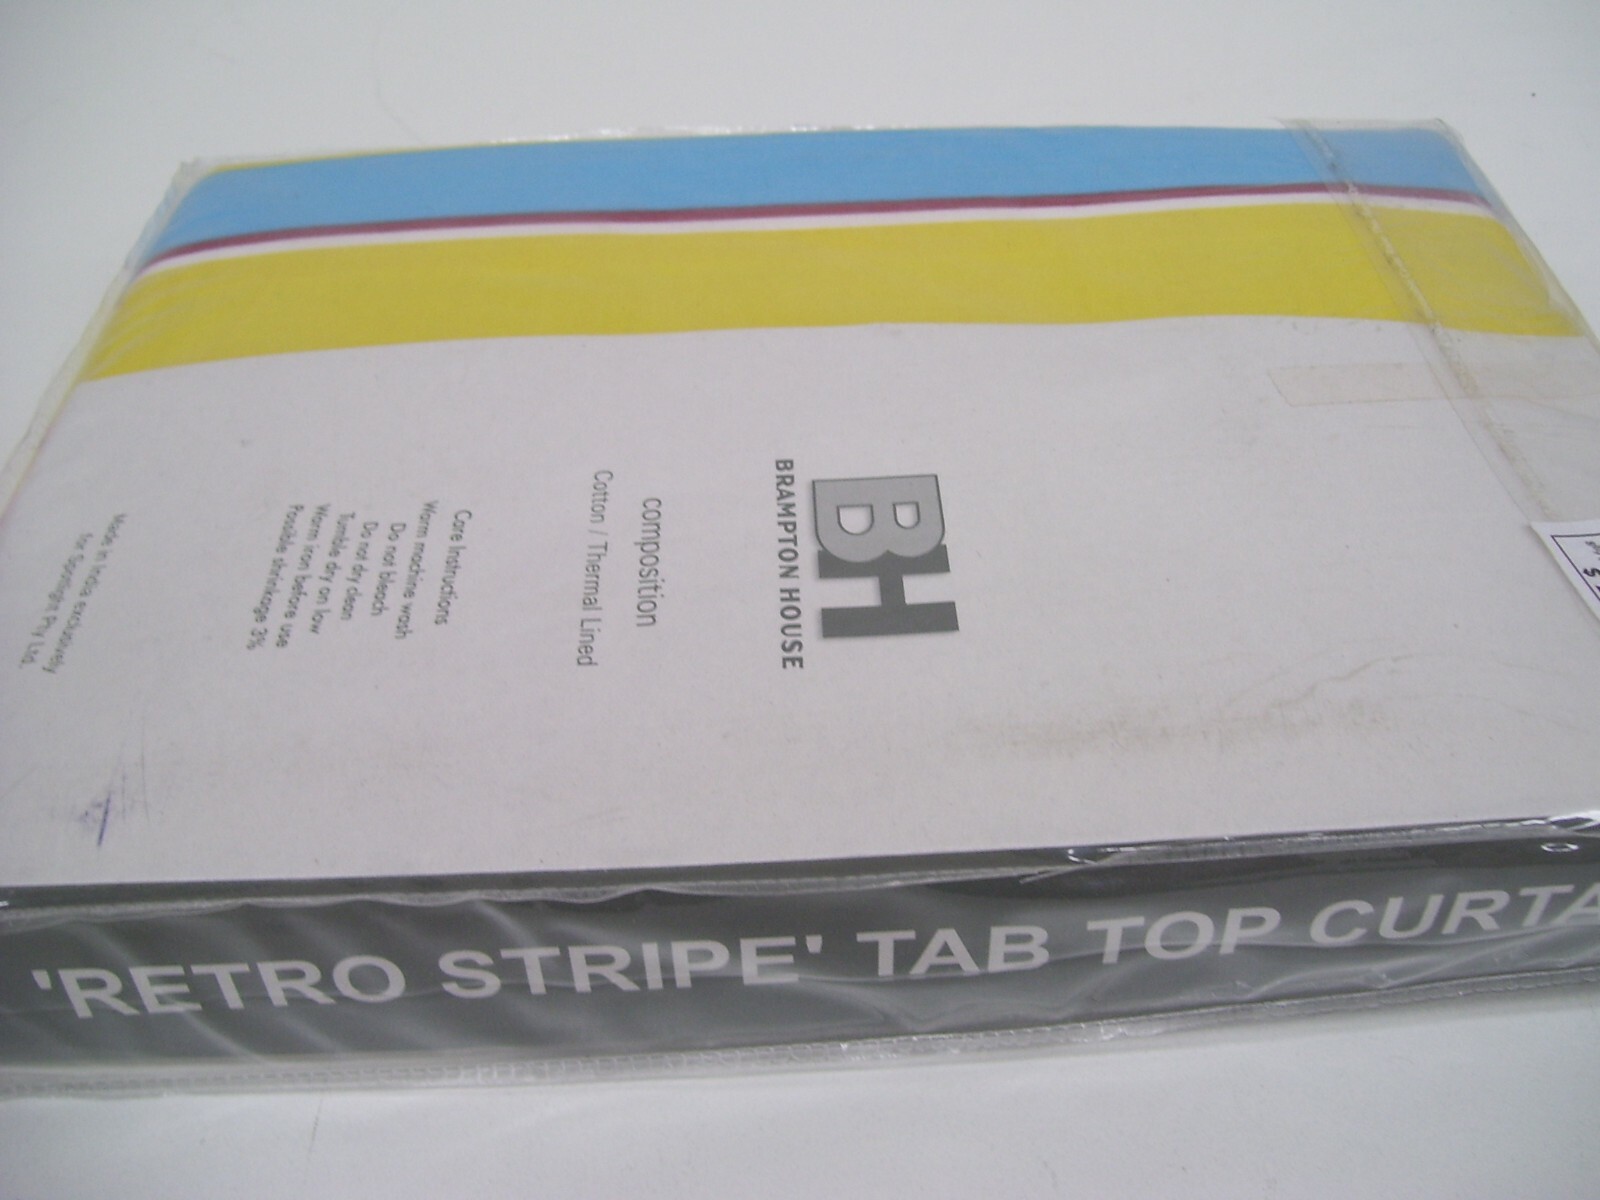 BH
BRAMPTON HOUSE
composition
Cotton / Thermal Lined
Care Instructions
Warm machine wash
Do not bleach
Do not dry clean
Tumble dry on low
Warm iron before use
Possible shrinkage 3%
Made in India exclusively
for Spotlight Pty Ltd.
'RETRO STRIPE' TAB TOP CURTA
$